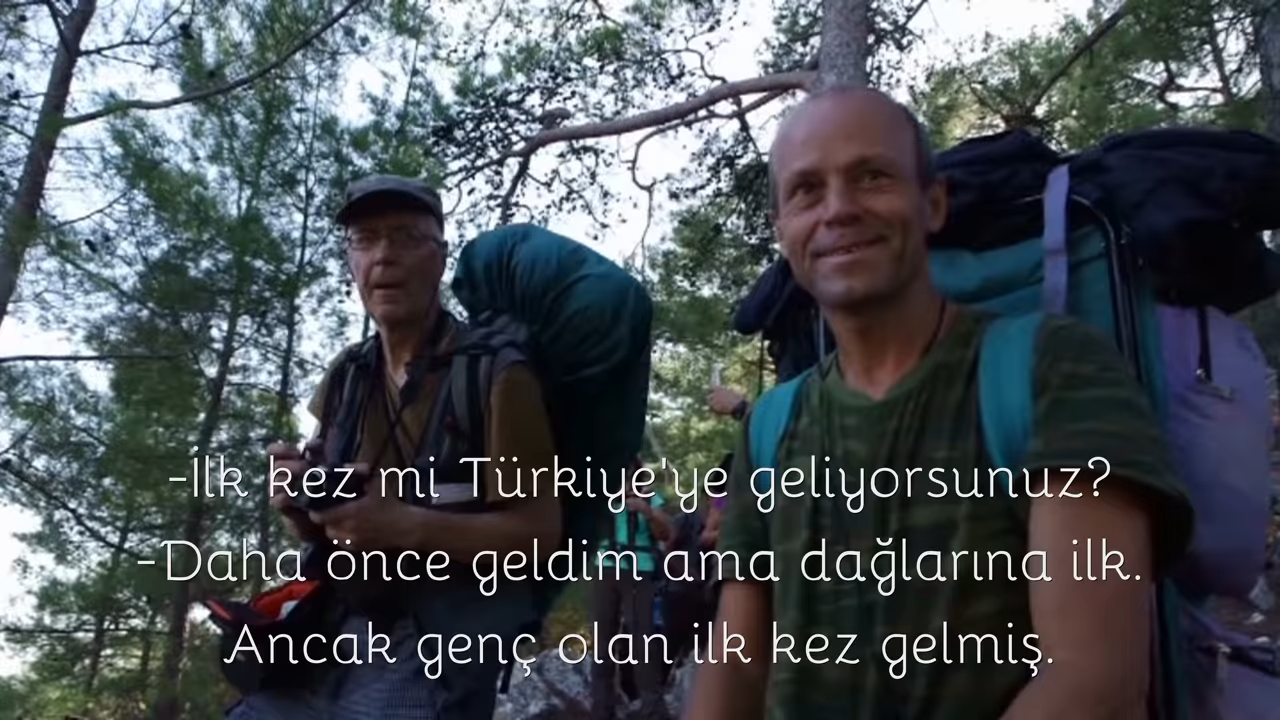 -İlk kez mi Türkiye'ye geliyorsunuz?
-Daha önce geldim ama dağlarına ilk.
Ancak genç olan ilk kez gelmiş.